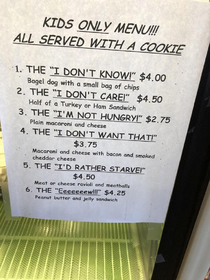 KIDS ONLY MENU!!!
ALL SERVED WITH A COOKIE
1. THE "I DON'T KNOW!" $4.00
Bagel dog with a small bag of chips
2. THE "I DON'T CARE!" $4.50
Half of a Turkey or Ham Sandwich
3. THE "I'M NOT HUNGRY!" $2.75
Plain macaroni and cheese
4. THE "I DON'T WANT THAT!"
$3.75
Macaroni and cheese with bacon and smoked
cheddar cheese
5. THE "I'D RATHER STARVE!"
$4.50
Meat or cheese ravioli and meatballs
6. THE "Eeeeeew!!!" $4.25
Peanut butter and jelly sandwich